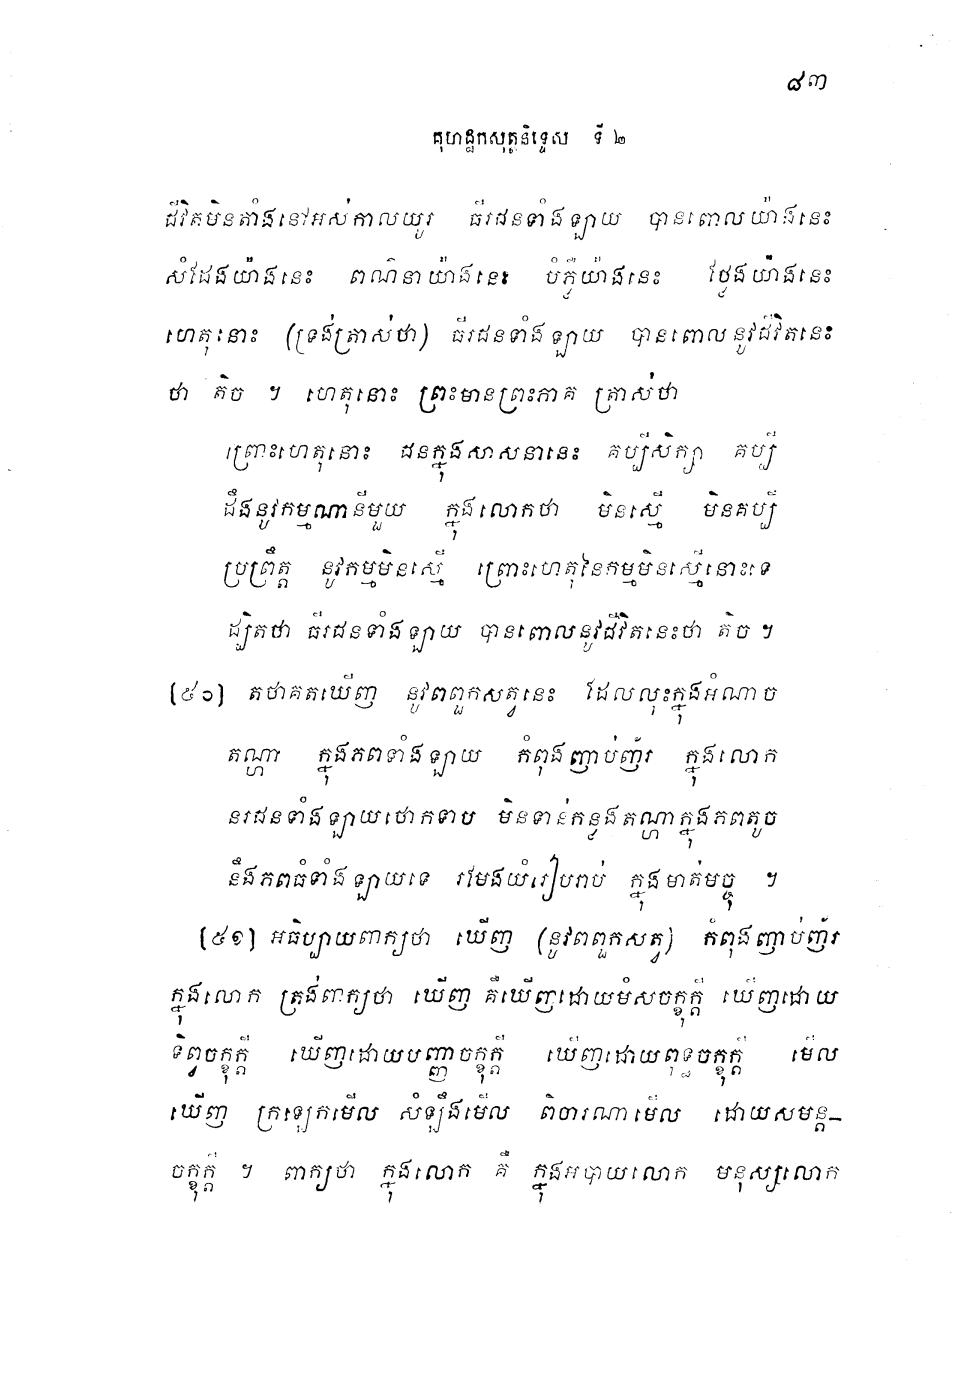 ៨៣
គុហដ្ឋកសុត្តនិទ្ទេស ទី ២
ជីវិតមិនតាំងនៅអស់កាលយូរ ធីរជនទាំងឡាយ បានពោលយ៉ាងនេះ
សំដែងយ៉ាងនេះ ពណ៌នាយ៉ាងនេះ បំភ្លឺយ៉ាងនេះ ថ្លែងយ៉ាងនេះ
ហេតុនោះ (ទ្រង់ត្រាស់ថា) ធីរជនទាំងឡាយ បានពោលនូវជីវិតនេះ
ថា តិច ។ ហេតុនោះ ព្រះមានព្រះភាគ ត្រាស់ថា
ព្រោះហេតុនោះ ជនក្នុងសាសនានេះ គប្បីសិក្សា គប្បី
ដឹងនូវកម្មណានីមួយ ក្នុងលោកថា មិនស្មើ មិនគប្បី
ប្រព្រឹត្ត នូវកម្មមិនស្មើ ព្រោះហេតុនៃកម្មមិនស្មើនោះទេ
ដ្បិតថា ធីរជនទាំងឡាយ បានពោលនូវជីវិតនេះថា តិច ។
(៥១) តថាគតឃើញ នូវពពួកសត្វនេះ ដែលលុះក្នុងអំណាច
តណ្ហា ក្នុងភពទាំងឡាយ កំពុងញាប់ញ័រ ក្នុងលោក
នរជនទាំងឡាយថោកទាប មិនទាន់កន្លងតណ្ហាក្នុងភពតូច
នឹងភពធំទាំងឡាយទេ រមែងយំរៀបរាប់ ក្នុងមាត់មច្ចុ ។
(៥២) អធិប្បាយពាក្យថា ឃើញ (នូវពពួកសត្វ) កំពុងញាប់ញ័រ
ក្នុងលោក ត្រង់ពាក្យថា ឃើញ គឺឃើញដោយមំសចក្ខុក្តី ឃើញដោយ
ទិព្វចក្ខុក្តី ឃើញដោយបញ្ញាចក្ខុក្តី ឃើញដោយពុទ្ធចក្ខុក្តី មើល
ឃើញ ក្រឡេកមើល សំឡឹងមើល ពិចារណាមើល ដោយសមន្ត-
ចក្ខុក្តី ។ ពាក្យថា ក្នុងលោក គឺ ក្នុងអបាយលោក មនុស្សលោក